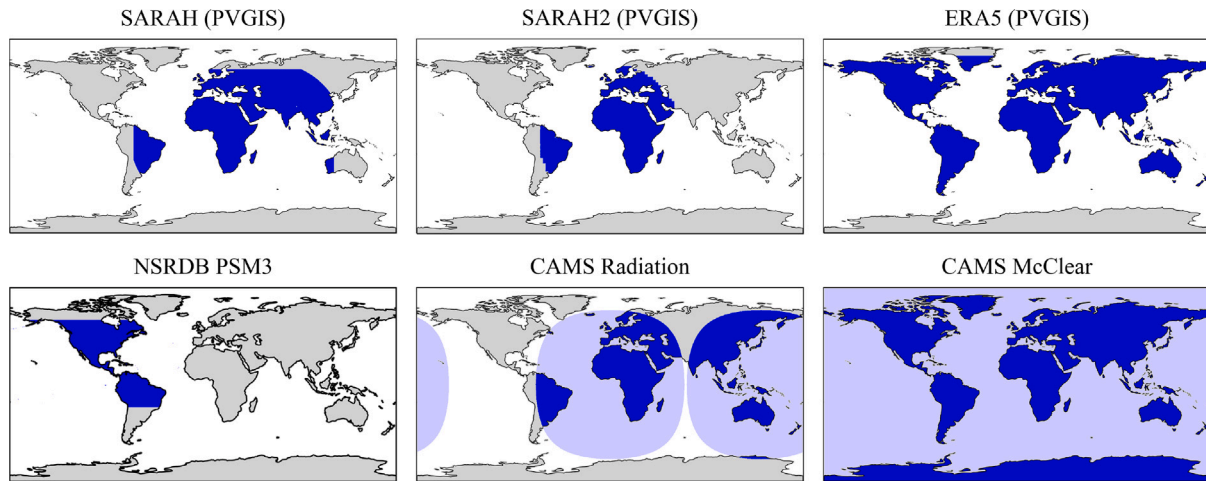 SARAH (PVGIS)
SARAH2 (PVGIS)
ERA5 (PVGIS)
NSRDB PSM3
CAMS Radiation
CAMS McClear